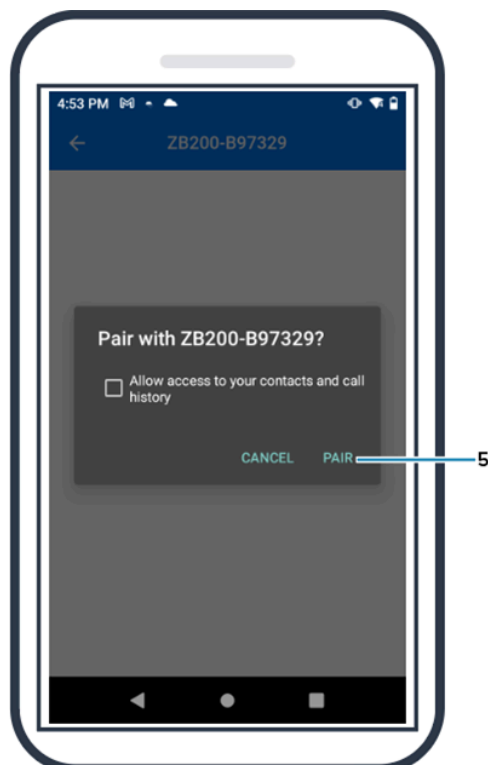 4:53 PM
ZB200-B97329
Pair with ZB200-B97329?
Allow access to your contacts and call
history
CANCEL PAIR
5